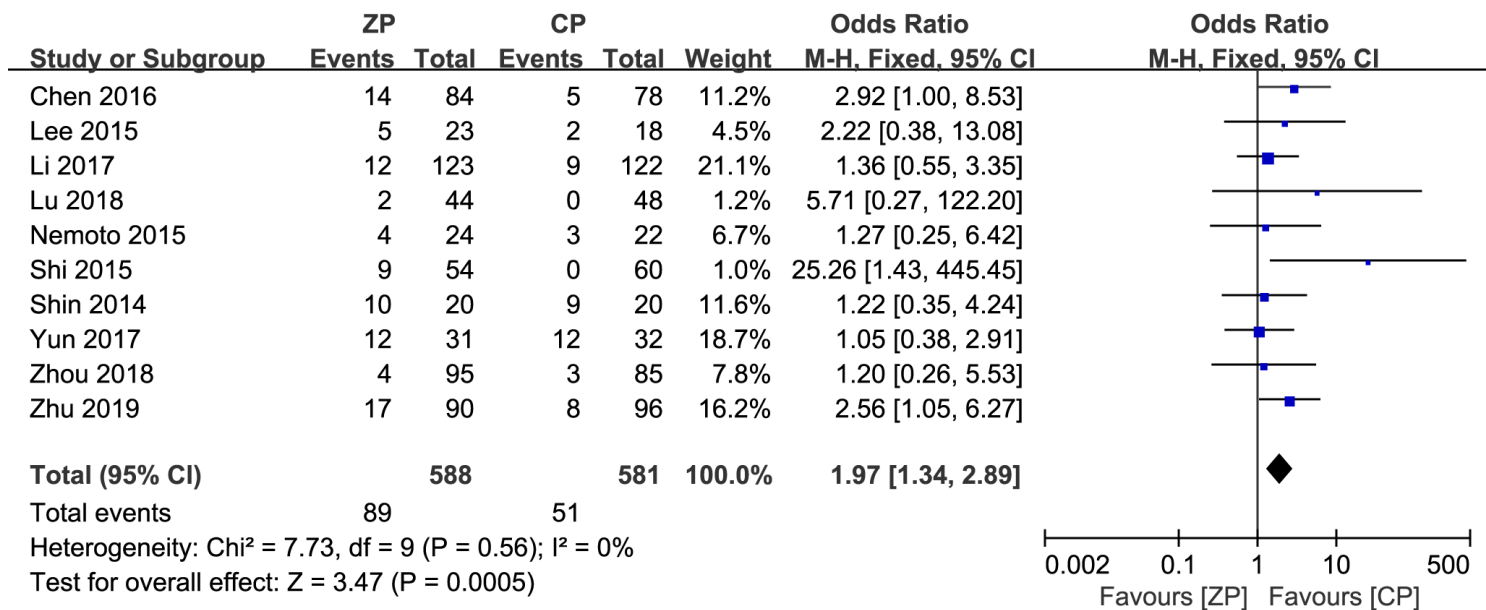 ZP CP Odds Ratio Odds Ratio
Study or Subgroup Events Total Events Total Weight M-H, Fixed, 95% CI M-H, Fixed, 95% CI
Chen 2016 14 84 5 78 11.2% 2.92 [1.00, 8.53]
Lee 2015 5 23 2 18 4.5% 2.22 [0.38, 13.08]
Li 2017 12 123 9 122 21.1% 1.36 [0.55, 3.35]
Lu 2018 2 44 0 48 1.2% 5.71 [0.27, 122.20]
Nemoto 2015 4 24 3 22 6.7% 1.27 [0.25, 6.42]
Shi 2015 9 54 0 60 1.0% 25.26 [1.43, 445.45]
Shin 2014 10 20 9 20 11.6% 1.22 [0.35, 4.24]
Yun 2017 12 31 12 32 18.7% 1.05 [0.38, 2.91]
Zhou 2018 4 95 3 85 7.8% 1.20 [0.26, 5.53]
Zhu 2019 17 90 8 96 16.2% 2.56 [1.05, 6.27]
Total (95% CI) 588 581 100.0% 1.97 [1.34, 2.89]
Total events 89 51
Heterogeneity: Chi² = 7.73, df = 9 (P = 0.56); I² = 0%
Test for overall effect: Z = 3.47 (P = 0.0005)
0.002 0.1 1 10 500
Favours [ZP] Favours [CP]